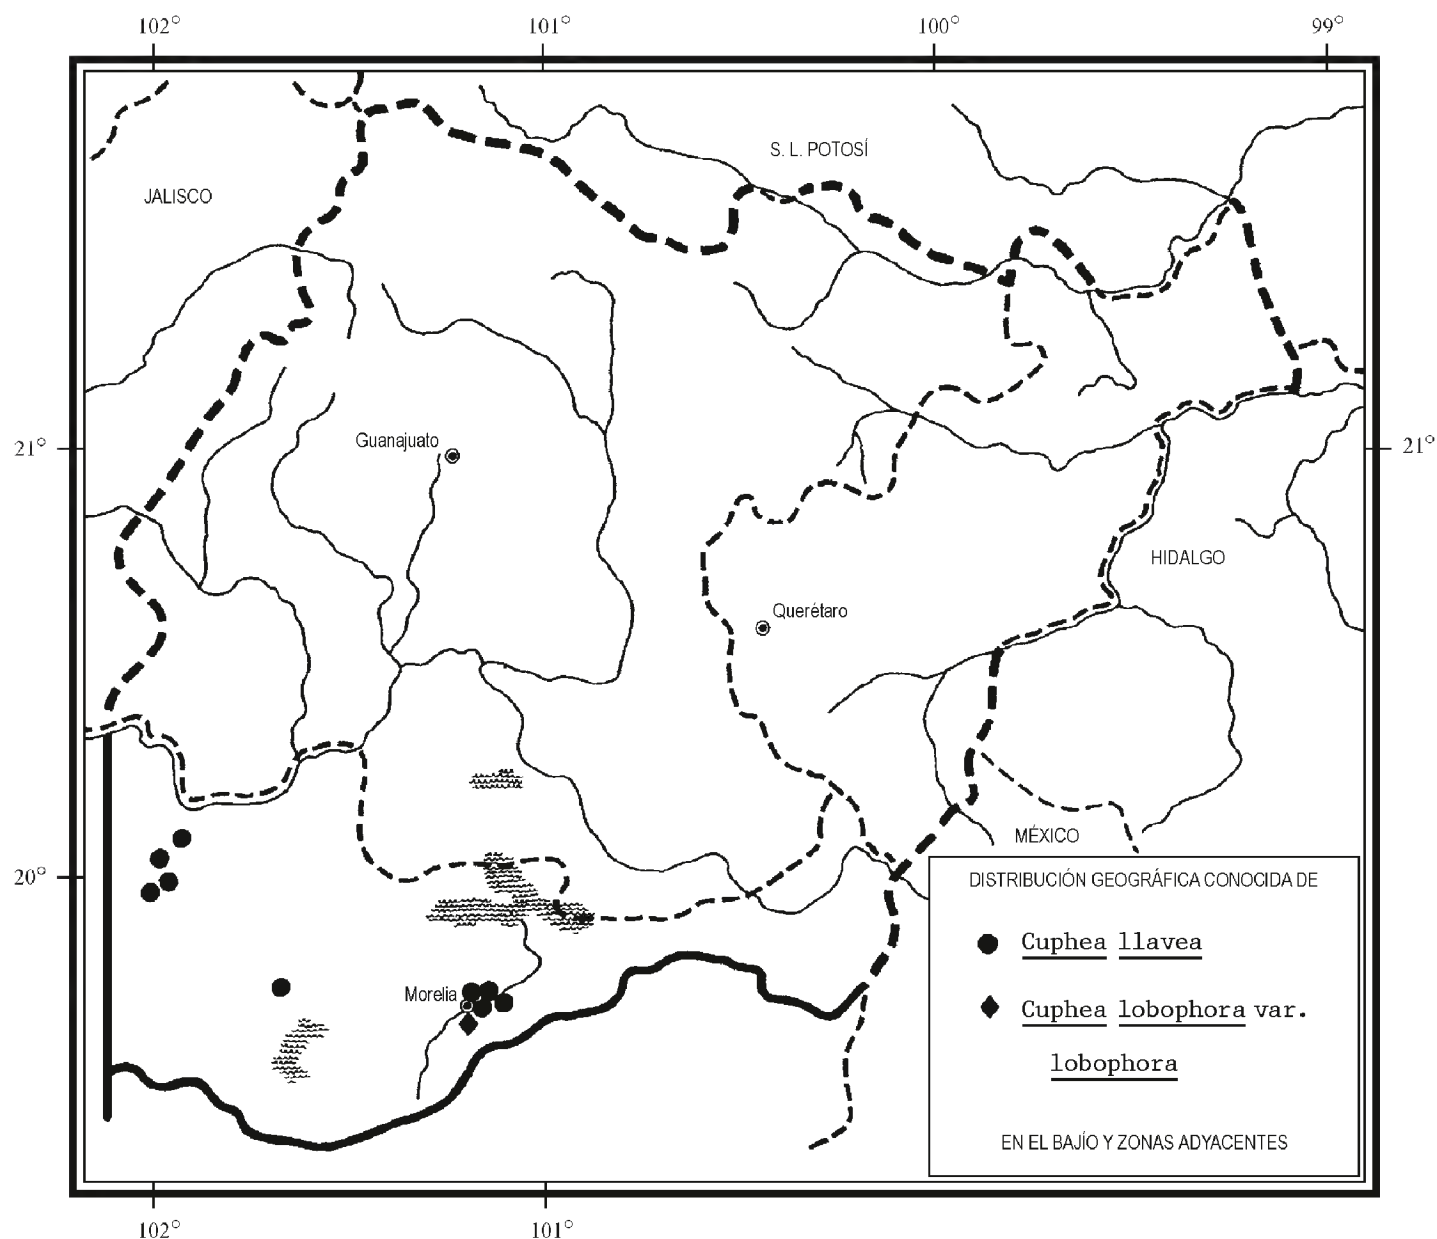 102° 101° 100° 99°
S. L. POTOSÍ
JALISCO
Guanajuato
21° 21°
HIDALGO
Querétaro
MÉXICO
20°
DISTRIBUCIÓN GEOGRÁFICA CONOCIDA DE
Cuphea llavea
Morelia
Cuphea lobophora var.
lobophora
EN EL BAJÍO Y ZONAS ADYACENTES
102° 101°